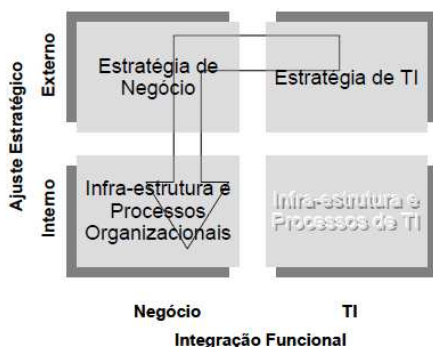 Ajuste Estratégico
Externo
Estratégia de
Negócio
Estratégia de TI
Interno
Infra-estrutura e
Processos
Organizacionais
Infra-estrutura e
Processos de TI
Negócio
TI
Integração Funcional